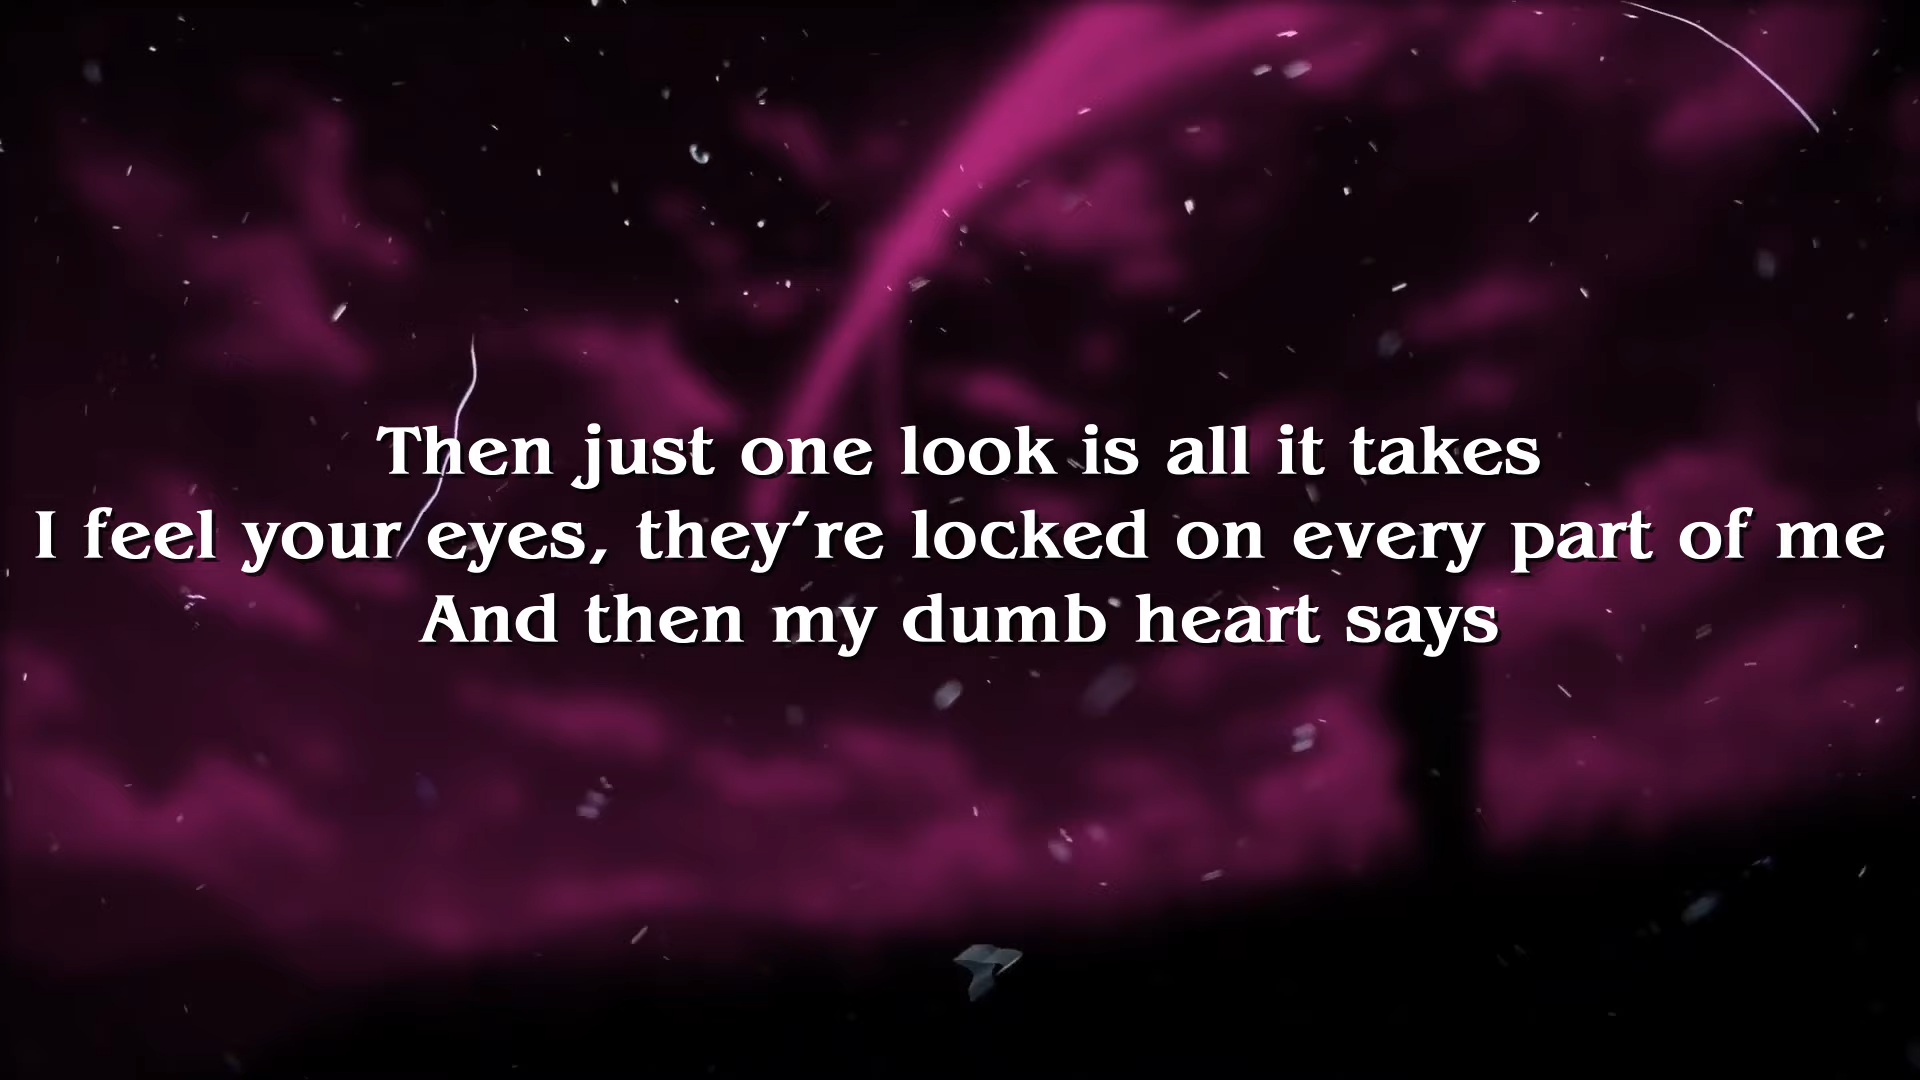 Then just one look is all it takes
I feel your eyes, they're locked on every part of me
And then my dumb heart says